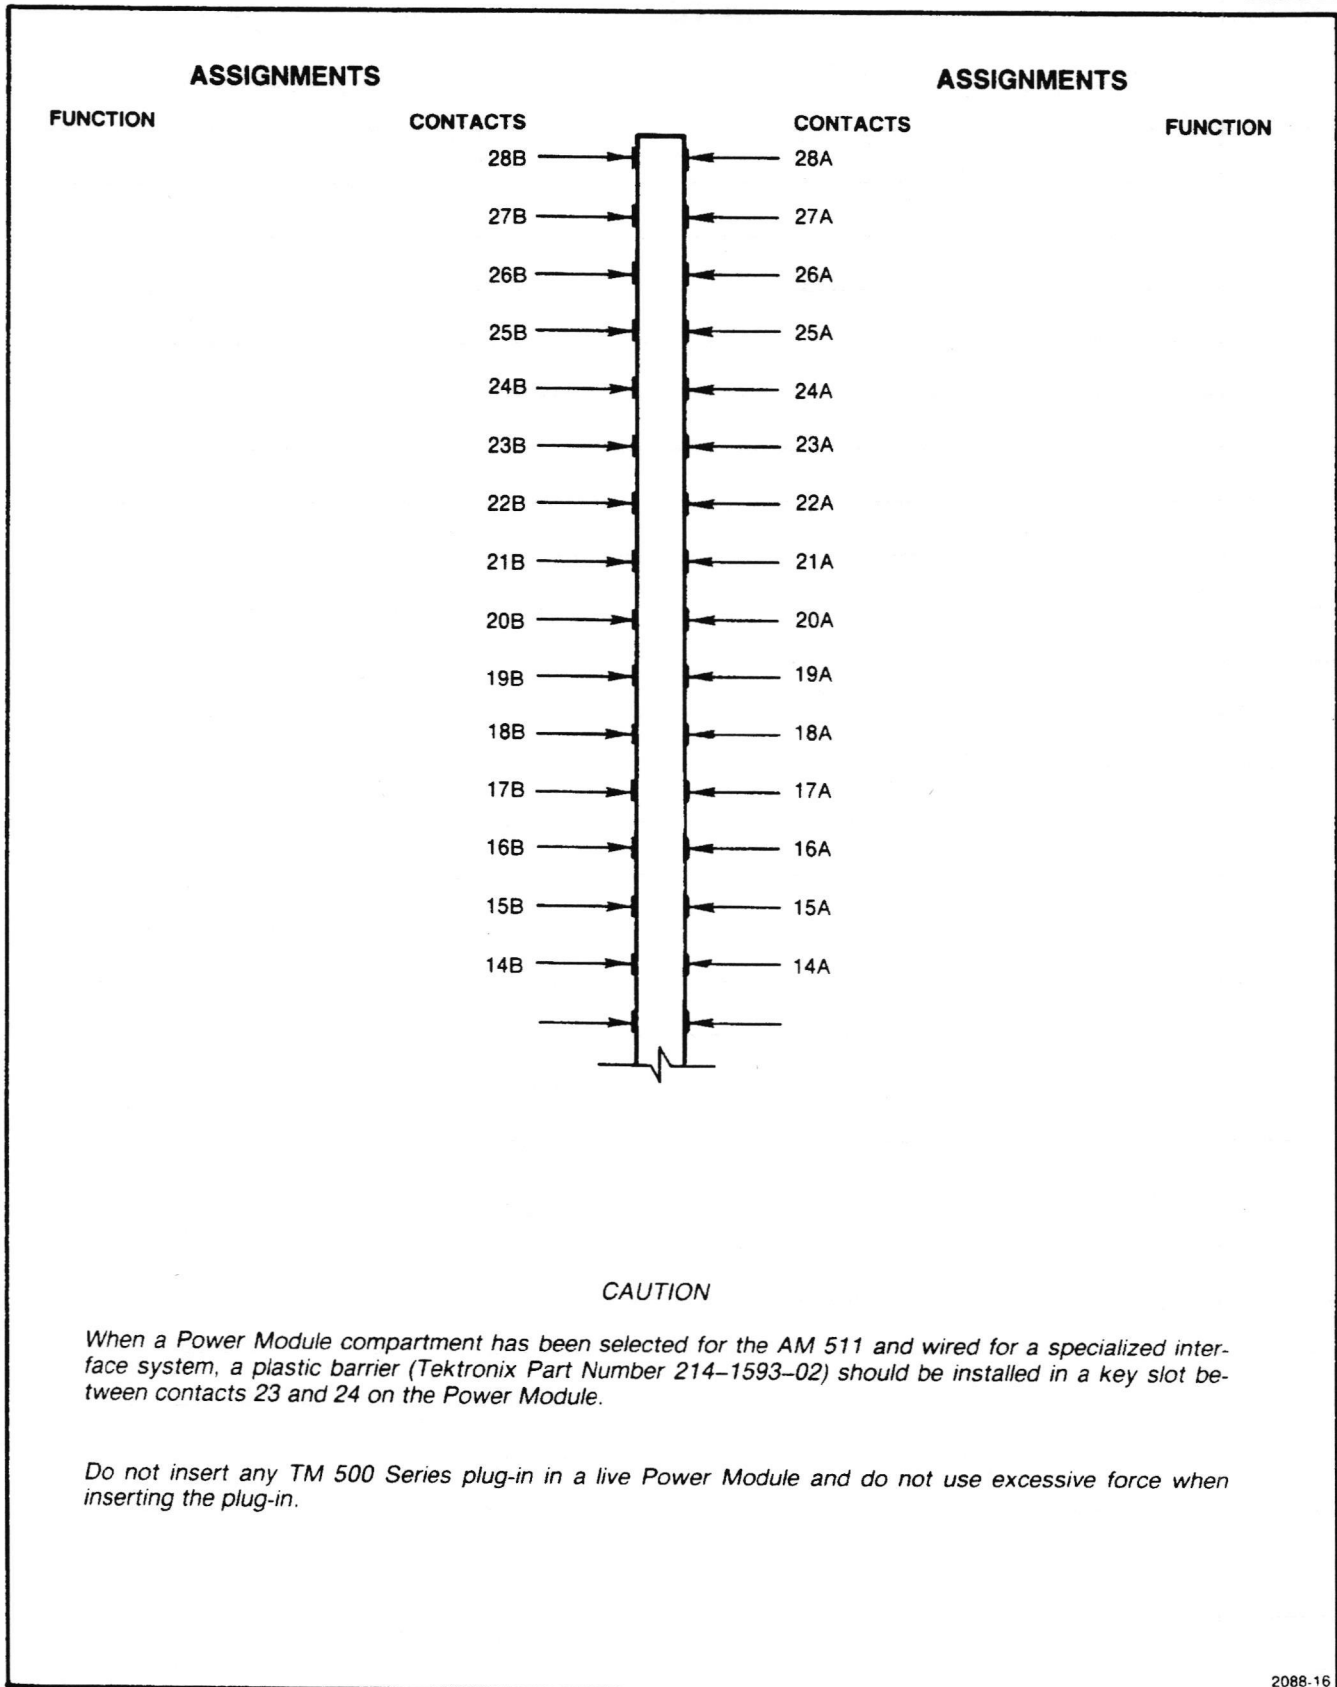 ASSIGNMENTS ASSIGNMENTS
FUNCTION CONTACTS CONTACTS FUNCTION
28B 28A
27B 27A
26B 26A
25B 25A
24B 24A
23B 23A
22B 22A
21B 21A
20B 20A
19B 19A
18B 18A
17B 17A
16B 16A
15B 15A
14B 14A
CAUTION
When a Power Module compartment has been selected for the AM 511 and wired for a specialized inter-
face system, a plastic barrier (Tektronix Part Number 214–1593–02) should be installed in a key slot be-
tween contacts 23 and 24 on the Power Module.
Do not insert any TM 500 Series plug-in in a live Power Module and do not use excessive force when
inserting the plug-in.
2088-16